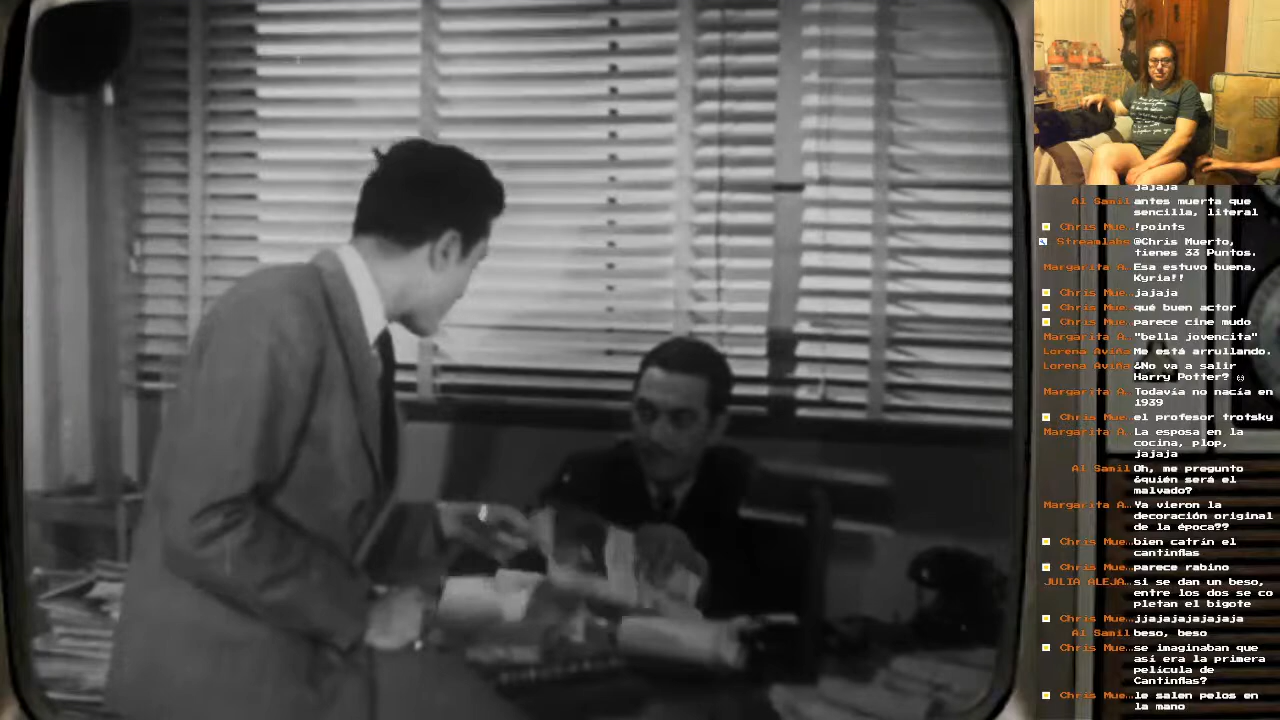 jajaja
Al Samil antes muerta que
sencilla, literal
Chris Mue… !points
Streamlabs @Chris Muerto,
tienes 33 Puntos.
Margarita A… Esa estuvo buena,
Kyria!!
Chris Mue… jajaja
Chris Mue… qué buen actor
Chris Mue… parece cine mudo
Margarita A… "bella jovencita"
Lorena Aviña Me está arrullando.
Lorena Aviña ¿No va a salir
Harry Potter?
Margarita A… Todavía no nacía en
1939
Chris Mue… el profesor trotsky
Margarita A… La esposa en la
cocina, plop,
jajaja
Al Samil Oh, me pregunto
¿quién será el
malvado?
Margarita A… Ya vieron la
decoración original
de la época??
Chris Mue… bien catrín el
cantinflas
Chris Mue… parece rabino
JULIA ALEJA… si se dan un beso,
entre los dos se co
pletan el bigote
Chris Mue… jjajajajajajaja
Al Samil beso, beso
Chris Mue… se imaginaban que
así era la primera
película de
Cantinflas?
Chris Mue… le salen pelos en
la mano